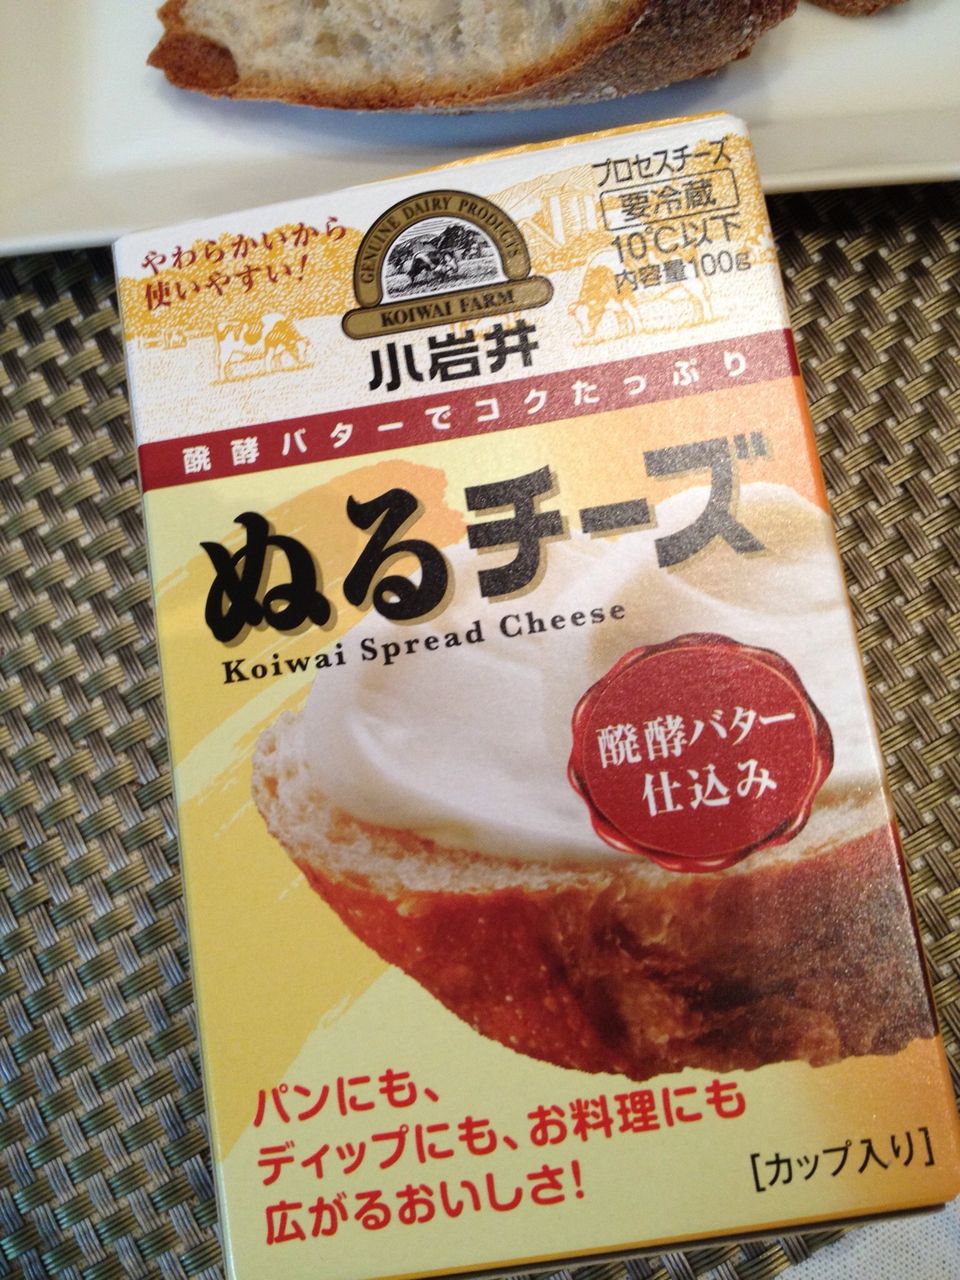 やわらかいから
使いやすい!
GENUINE DAIRY PRODUCTS
KOIWAI FARM
小岩井
プロセスチーズ
要冷蔵
10℃以下
内容量100g
醗酵バターでコクたっぷり
ぬるチーズ
Koiwai Spread Cheese
醗酵バター
仕込み
パンにも、
ディップにも、お料理にも
広がるおいしさ!
[カップ入り]